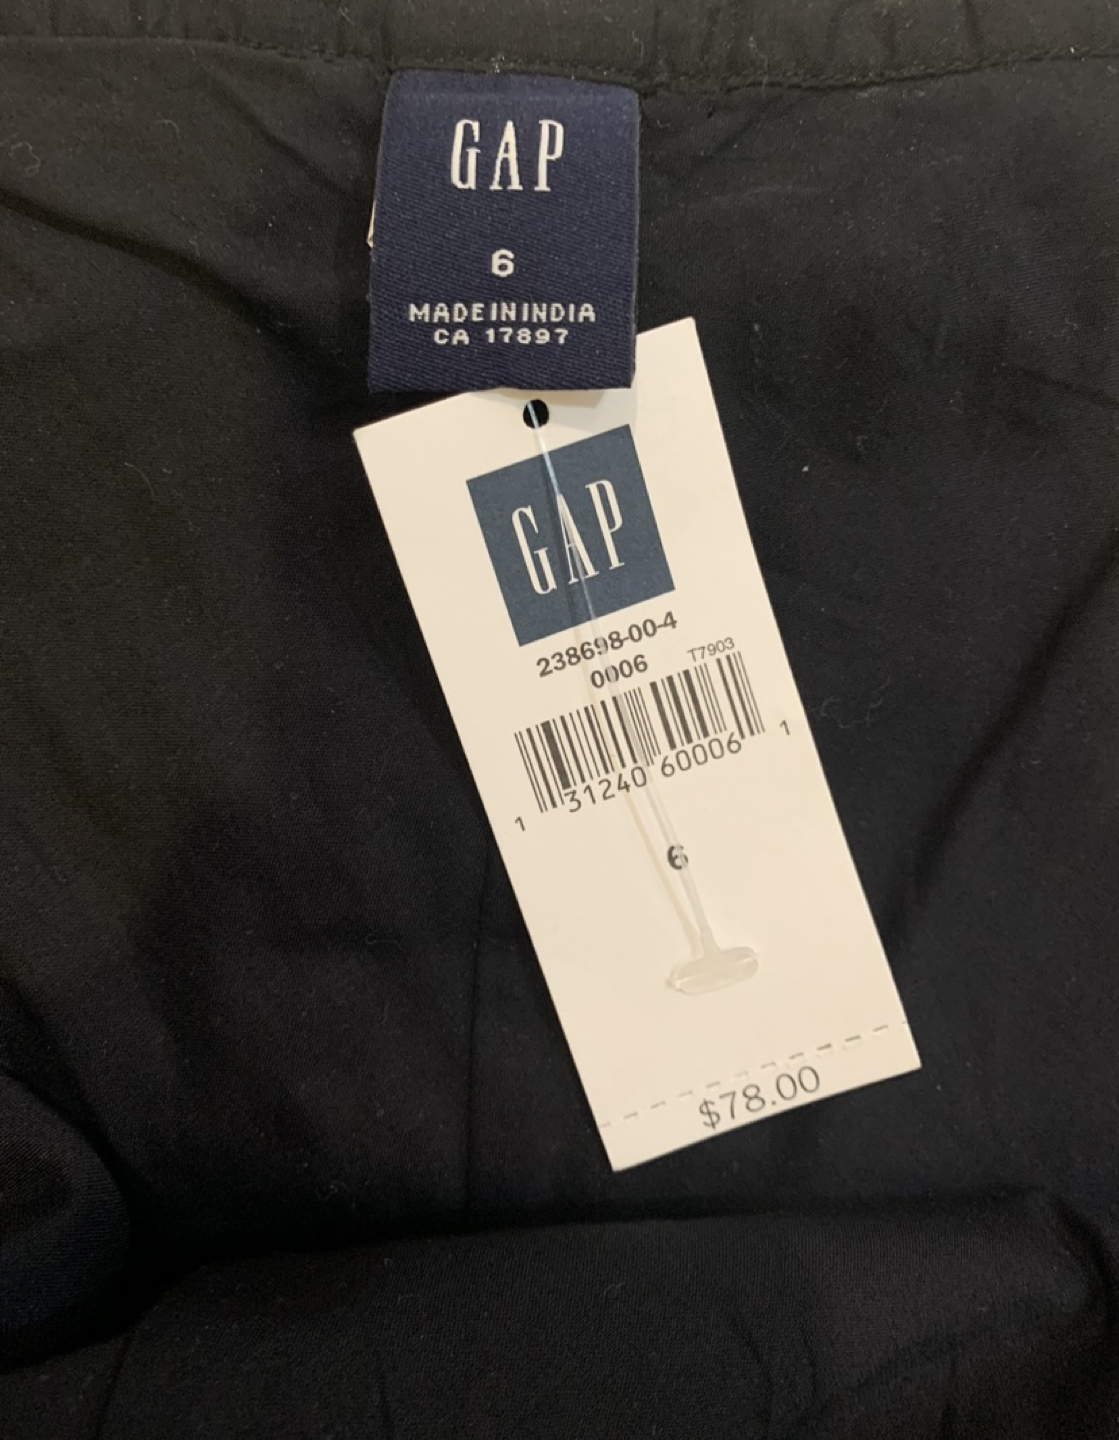 GAP
6
MADE IN INDIA
CA 17897
GAP
238698-00-4
0006 T7903
1 31240 60006 1
6
$78.00